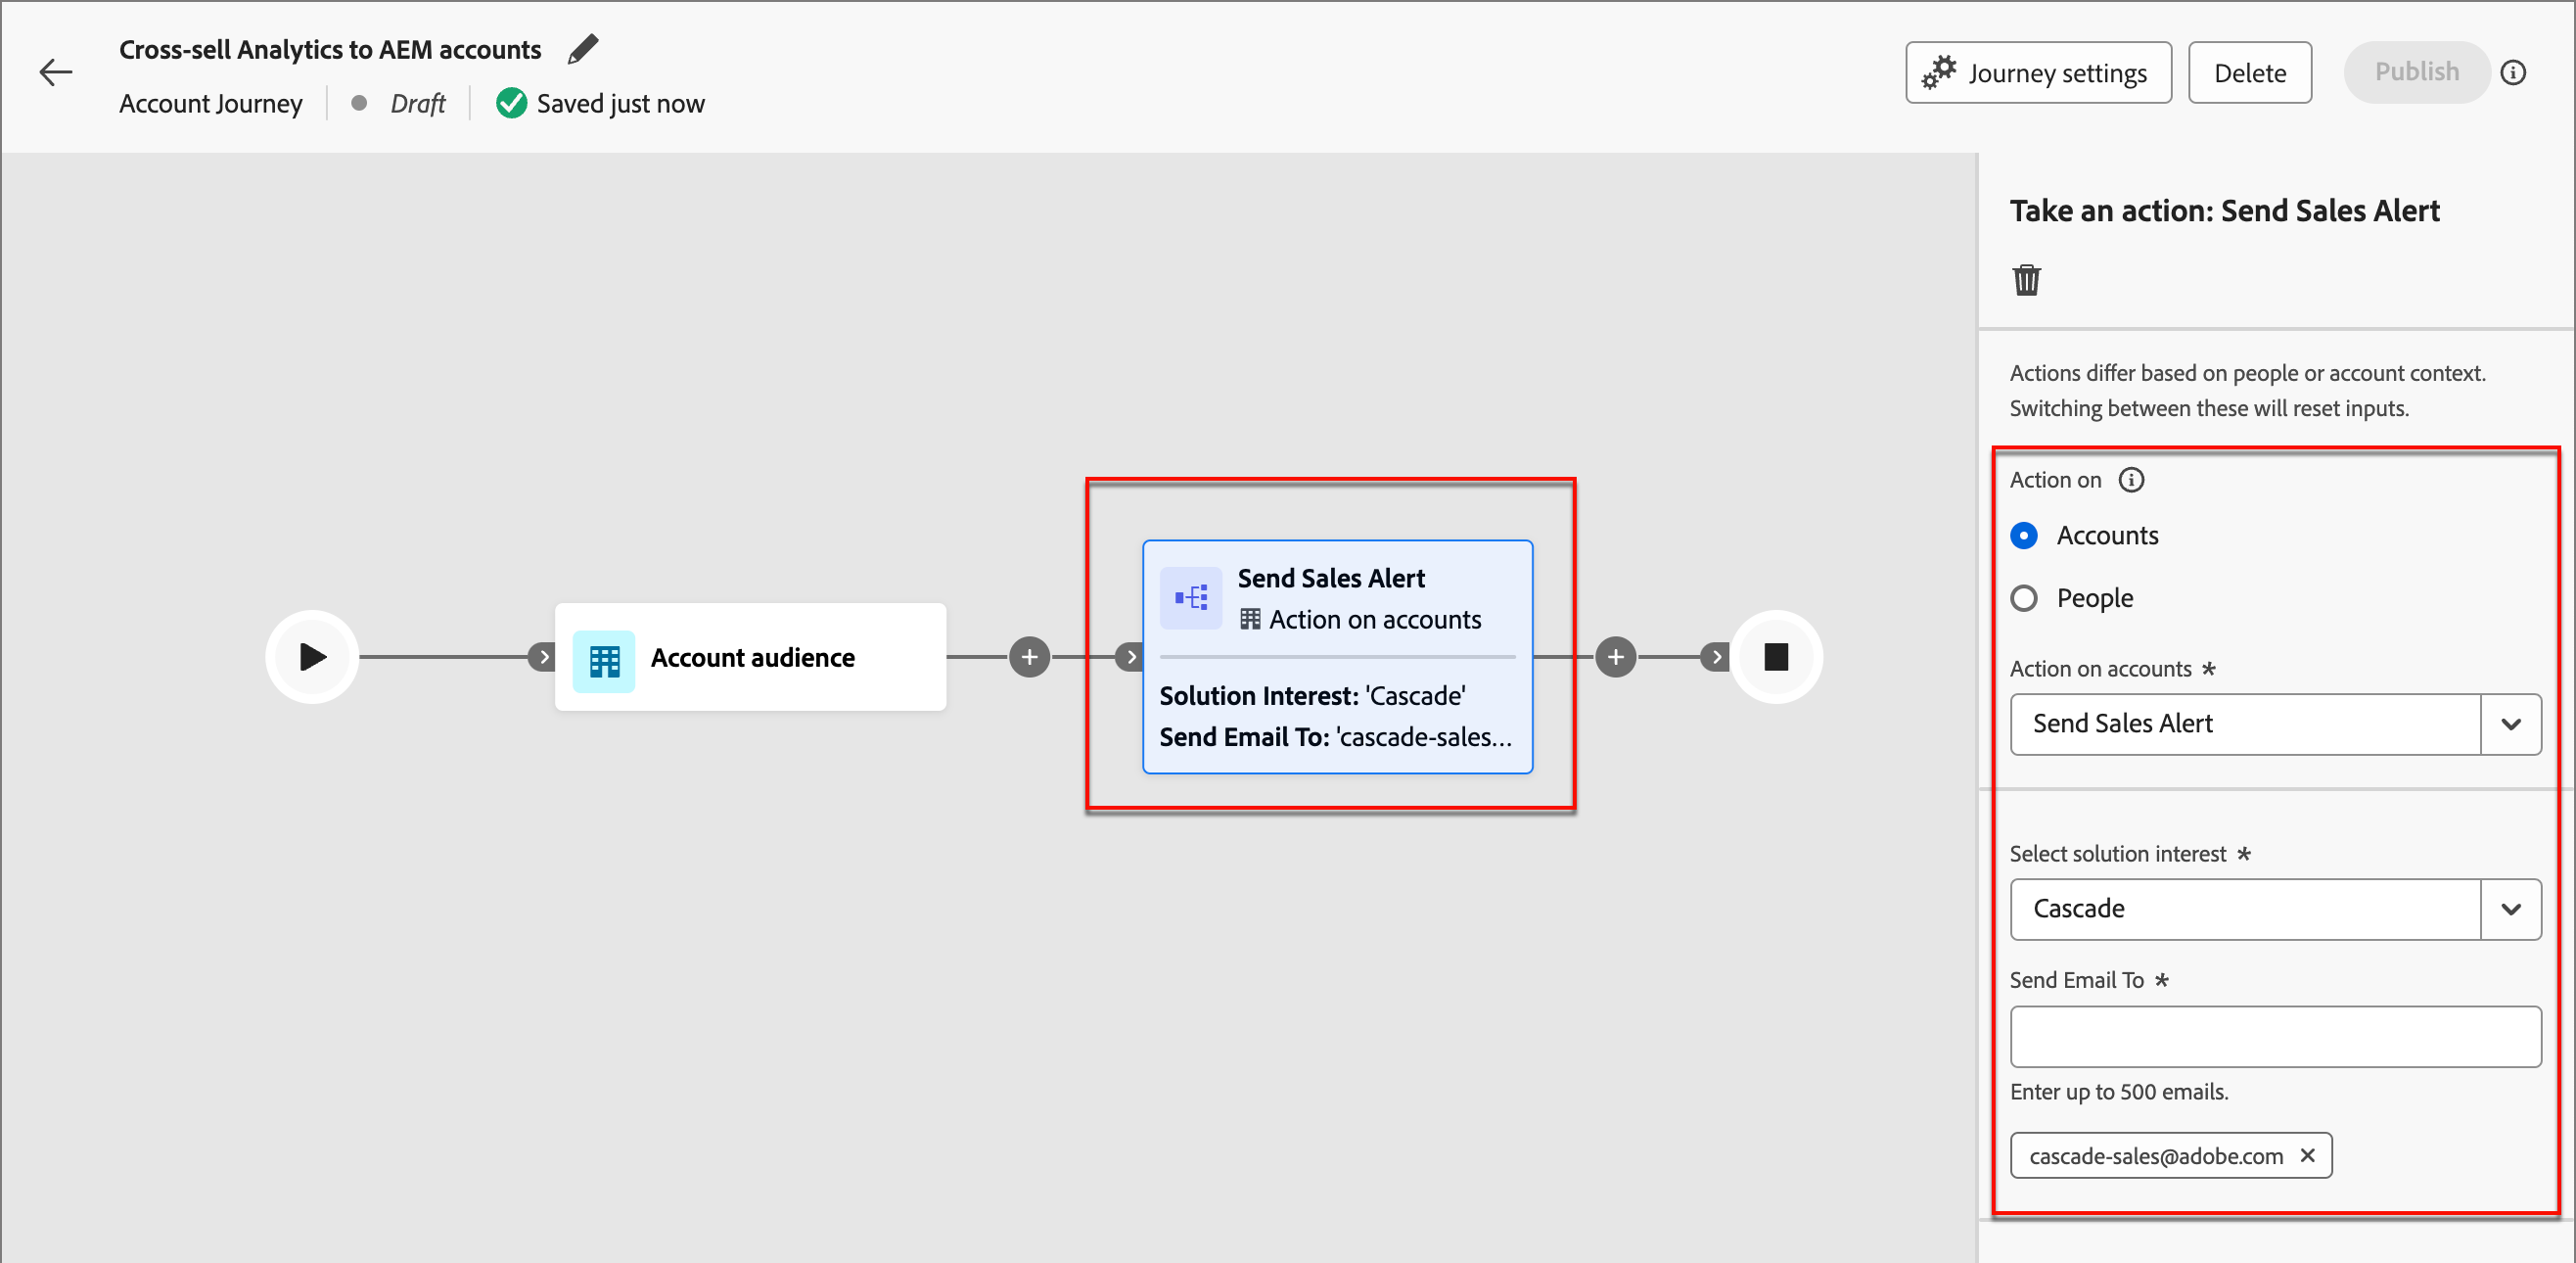 Cross-sell Analytics to AEM accounts
Account Journey
Draft
Saved just now
Journey settings
Delete
Publish
Account audience
Send Sales Alert
Action on accounts
Solution Interest: 'Cascade'
Send Email To: 'cascade-sales...
Take an action: Send Sales Alert
Actions differ based on people or account context.
Switching between these will reset inputs.
Action on
Accounts
People
Action on accounts *
Send Sales Alert
Select solution interest *
Cascade
Send Email To *
Enter up to 500 emails.
cascade-sales@adobe.com